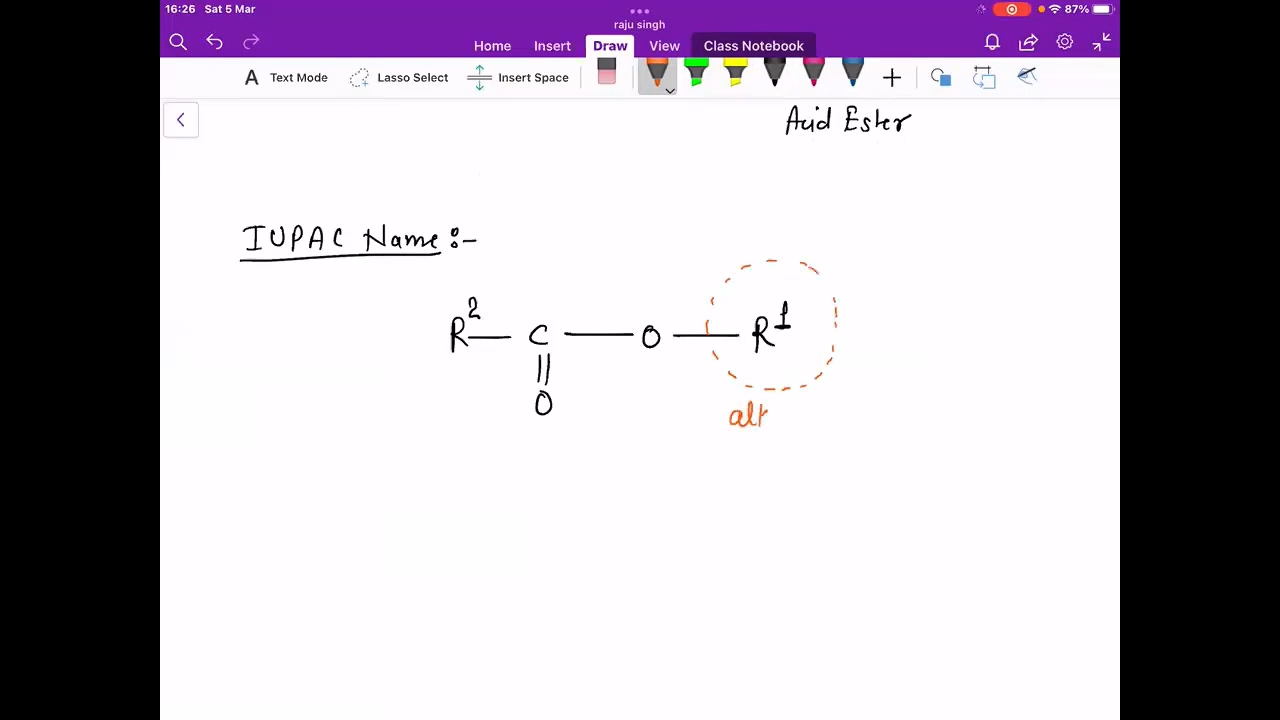 16:26 Sat 5 Mar
87%
raju singh
Home Insert Draw View Class Notebook
A Text Mode Lasso Select Insert Space
Acid Ester
IUPAC Name :-
R² — C — O — R¹
||
O
alt